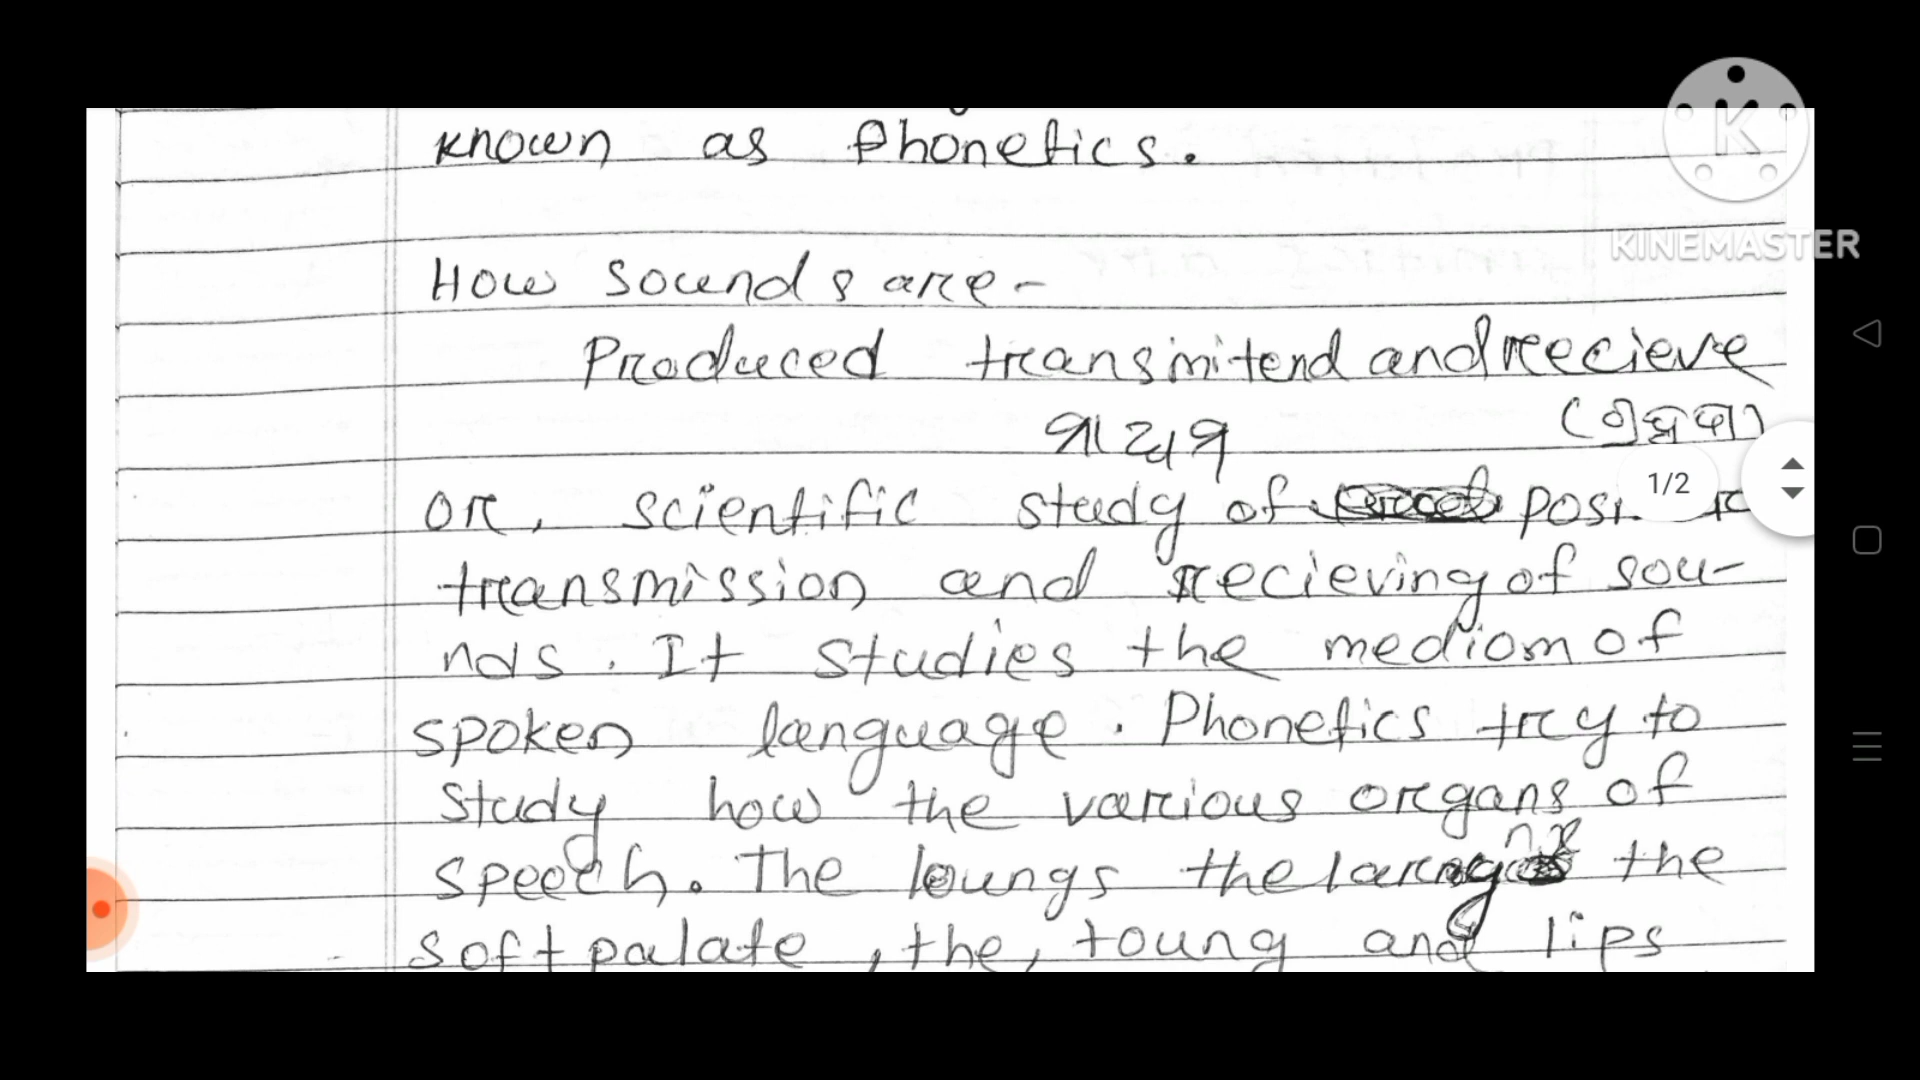 known as Phonetics.
KINEMASTER
How sounds are-
Produced transmitend and recieve
ମାଧ୍ୟମ
1/2
or, scientific study of
transmission and recieving of sou-
nds. It studies the mediom of
spoken language. Phonetics try to
study how the various organs of
speech. The loungs the larynx the
soft palate, the, toung and lips